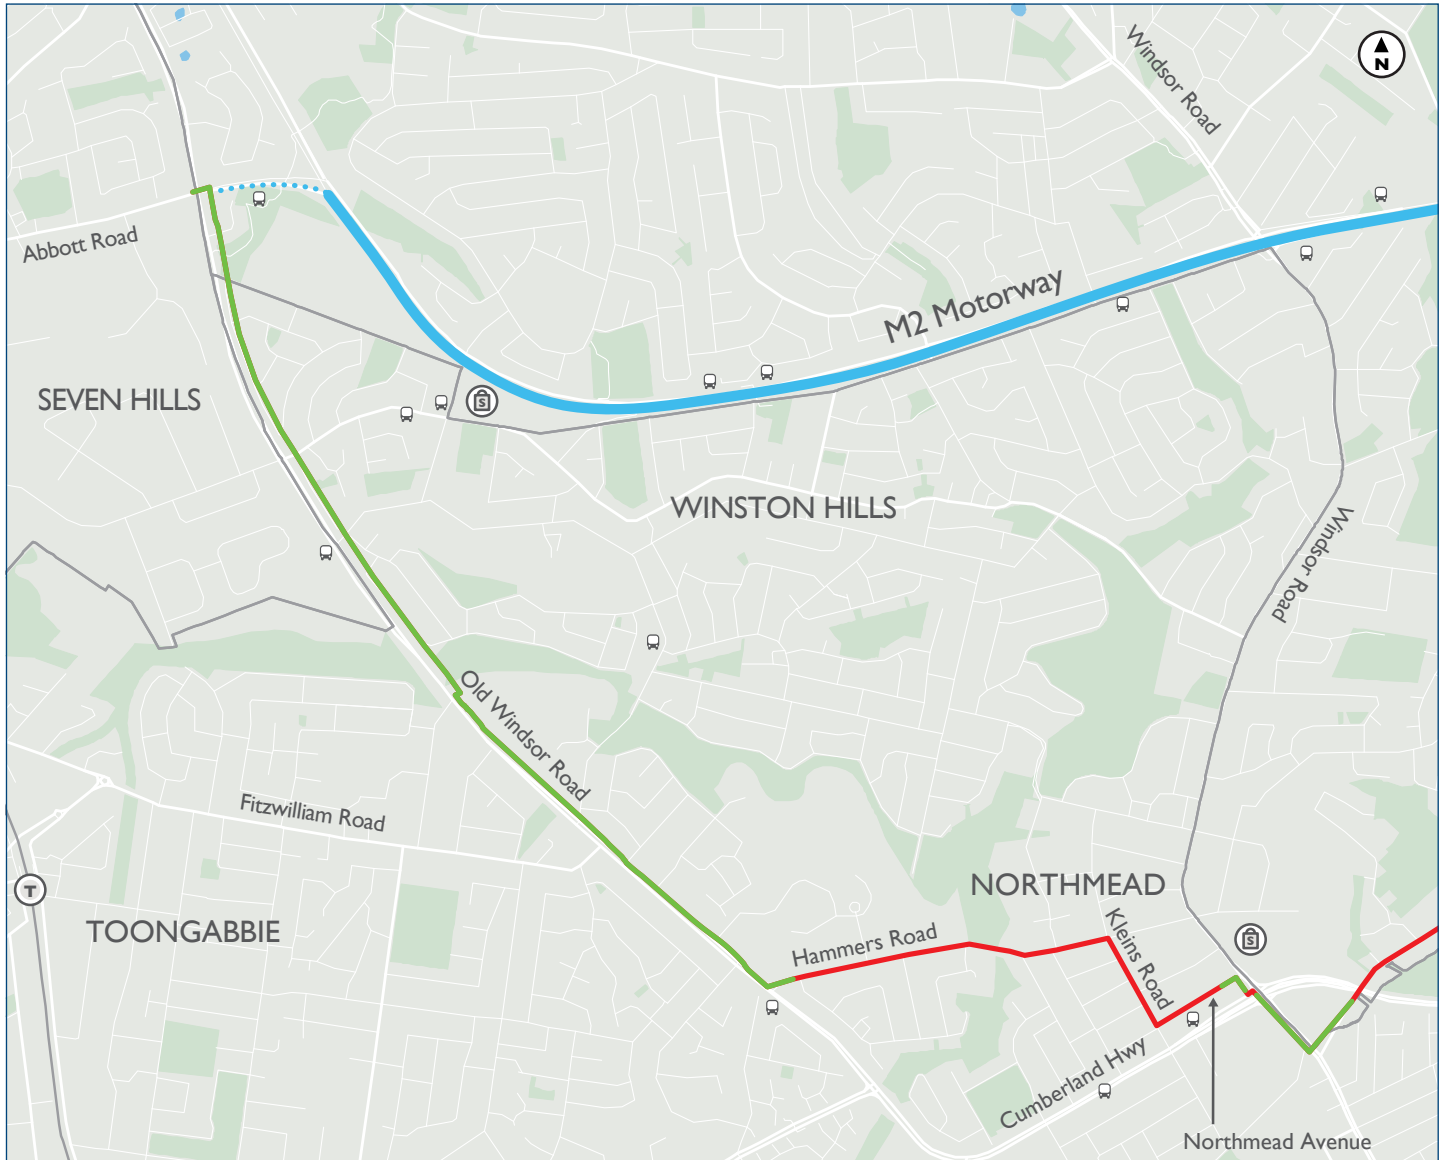 Windsor Road
N
Abbott Road
M2 Motorway
SEVEN HILLS
S
WINSTON HILLS
Windsor Road
Old Windsor Road
Fitzwilliam Road
T
TOONGABBIE
NORTHMEAD
Hammers Road
Kleins Road
S
Cumberland Hwy
Northmead Avenue